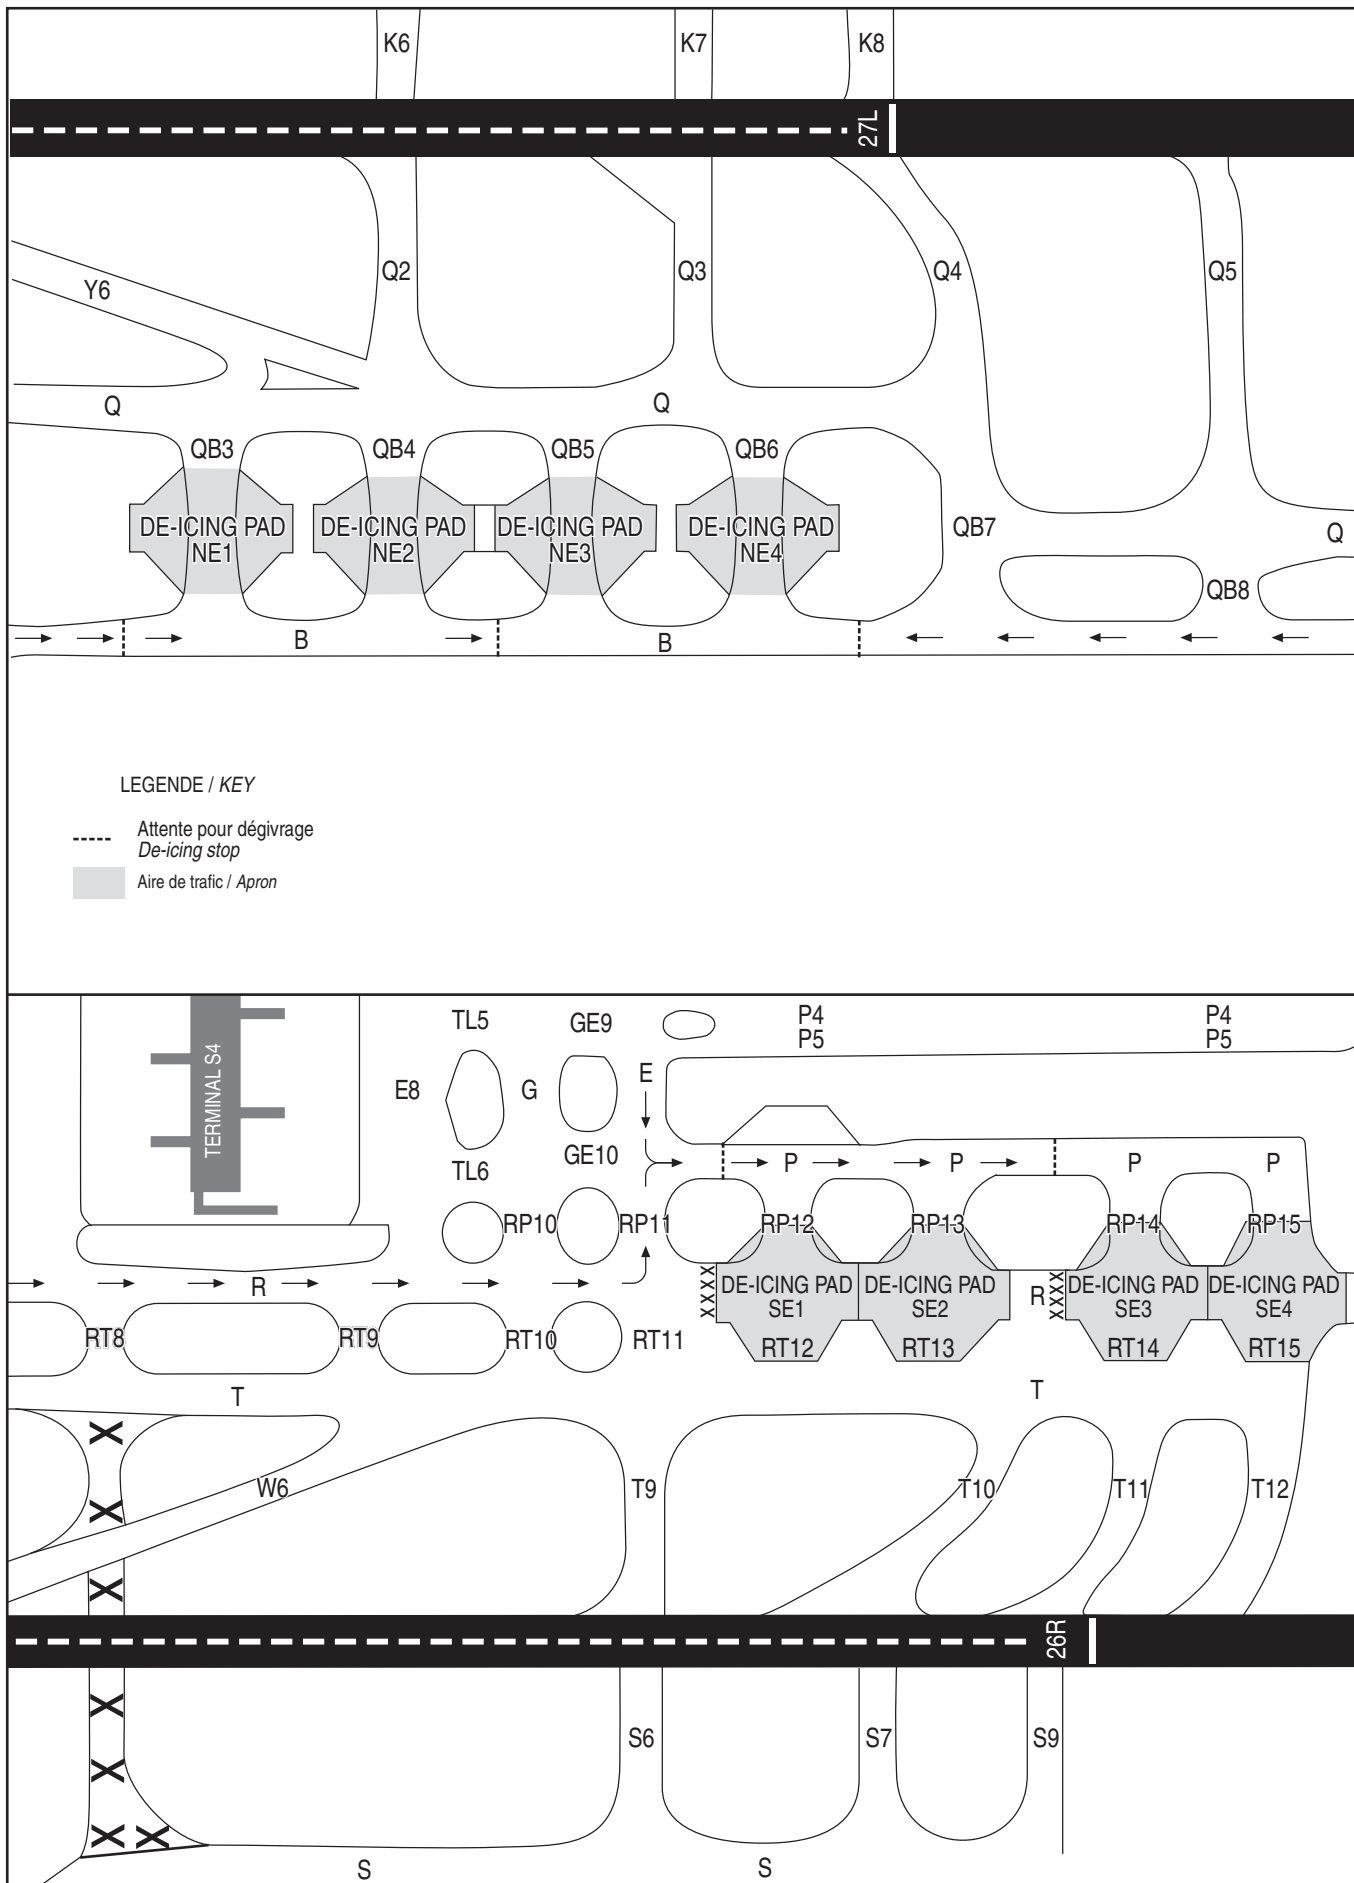 K6
K7
K8
27L
Q2
Q3
Q4
Q5
Y6
Q
Q
QB3
QB4
QB5
QB6
DE-ICING PAD
NE1
DE-ICING PAD
NE2
DE-ICING PAD
NE3
DE-ICING PAD
NE4
QB7
Q
QB8
B
B
LEGENDE / KEY
Attente pour dégivrage
De-icing stop
Aire de trafic / Apron
TERMINAL S4
TL5
GE9
P4
P5
P4
P5
E8
G
E
TL6
GE10
P
P
P
P
RP10
RP11
RP12
RP13
RP14
RP15
R
DE-ICING PAD
SE1
DE-ICING PAD
SE2
R
XXXX
XXXX
DE-ICING PAD
SE3
DE-ICING PAD
SE4
RT8
RT9
RT10
RT11
RT12
RT13
RT14
RT15
T
T
X
W6
T9
T10
T11
T12
X
X
26R
X
S6
S7
S9
X
X X
S
S